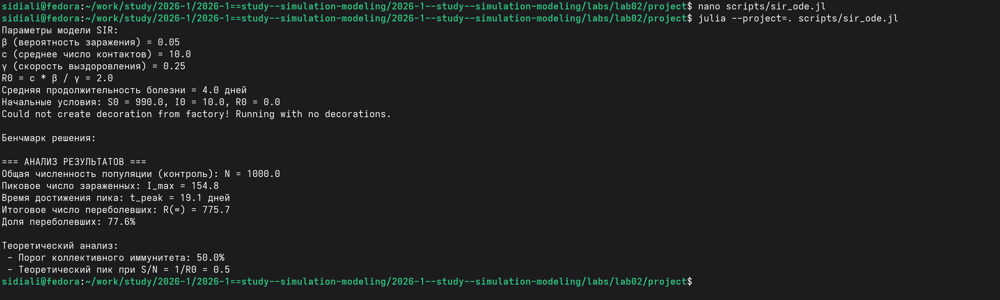 sidiali@fedora:~/work/study/2026-1/2026-1==study--simulation-modeling/2026-1--study--simulation-modeling/labs/lab02/project$ nano scripts/sir_ode.jl
sidiali@fedora:~/work/study/2026-1/2026-1==study--simulation-modeling/2026-1--study--simulation-modeling/labs/lab02/project$ julia --project=. scripts/sir_ode.jl
Параметры модели SIR:
β (вероятность заражения) = 0.05
c (среднее число контактов) = 10.0
γ (скорость выздоровления) = 0.25
R0 = c * β / γ = 2.0
Средняя продолжительность болезни = 4.0 дней
Начальные условия: S0 = 990.0, I0 = 10.0, R0 = 0.0
Could not create decoration from factory! Running with no decorations.
Бенчмарк решения:
=== АНАЛИЗ РЕЗУЛЬТАТОВ ===
Общая численность популяции (контроль): N = 1000.0
Пиковое число зараженных: I_max = 154.8
Время достижения пика: t_peak = 19.1 дней
Итоговое число переболевших: R(∞) = 775.7
Доля переболевших: 77.6%
Теоретический анализ:
 - Порог коллективного иммунитета: 50.0%
 - Теоретический пик при S/N = 1/R0 = 0.5
sidiali@fedora:~/work/study/2026-1/2026-1==study--simulation-modeling/2026-1--study--simulation-modeling/labs/lab02/project$